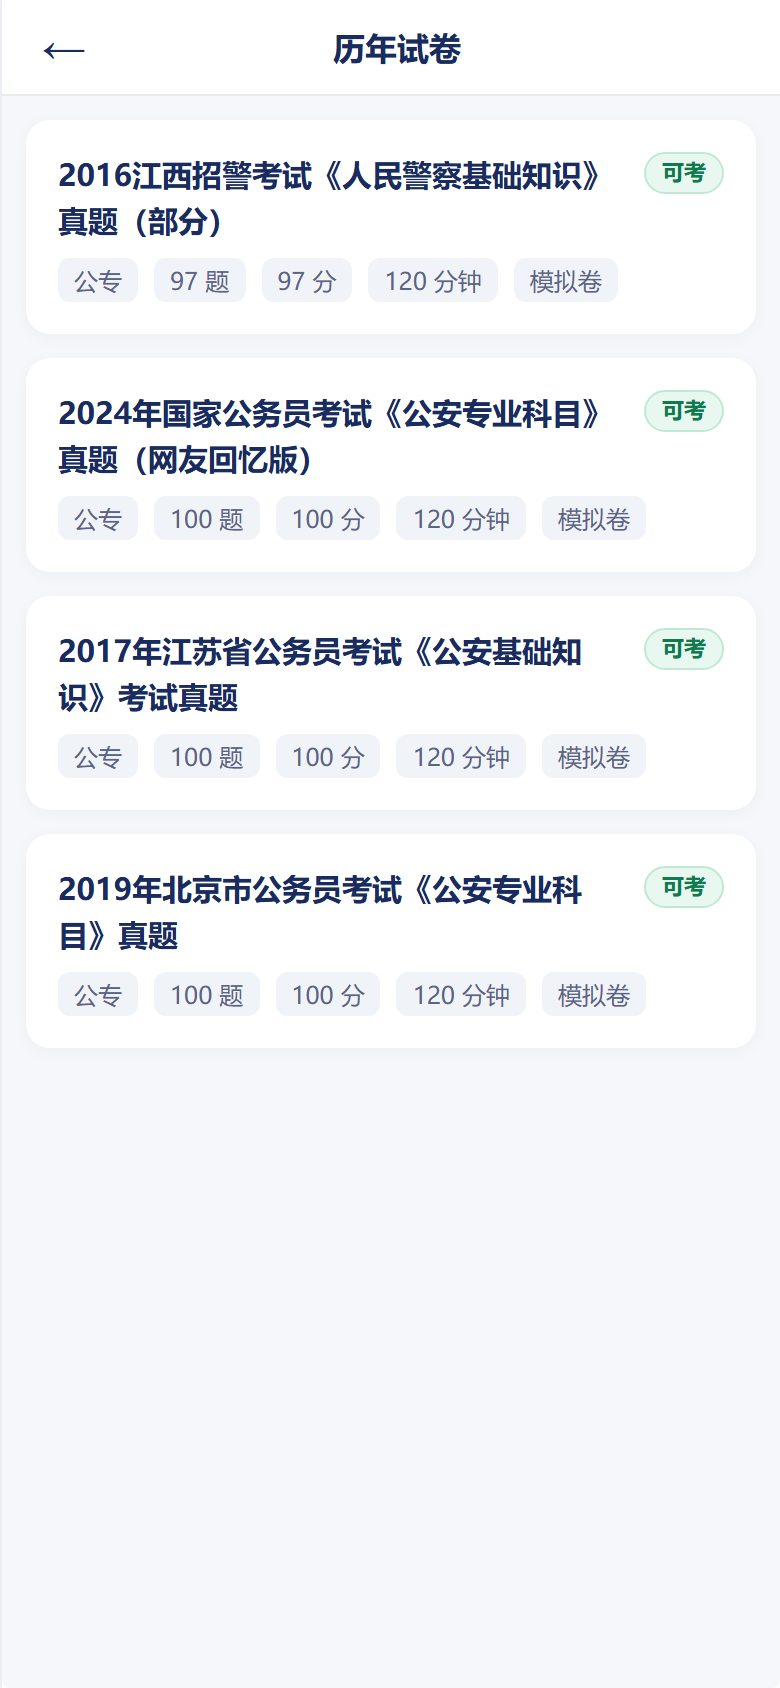 历年试卷
2016江西招警考试《人民警察基础知识》 可考
真题（部分）
公专 97 题 97 分 120 分钟 模拟卷
2024年国家公务员考试《公安专业科目》 可考
真题（网友回忆版）
公专 100 题 100 分 120 分钟 模拟卷
2017年江苏省公务员考试《公安基础知 可考
识》考试真题
公专 100 题 100 分 120 分钟 模拟卷
2019年北京市公务员考试《公安专业科 可考
目》真题
公专 100 题 100 分 120 分钟 模拟卷